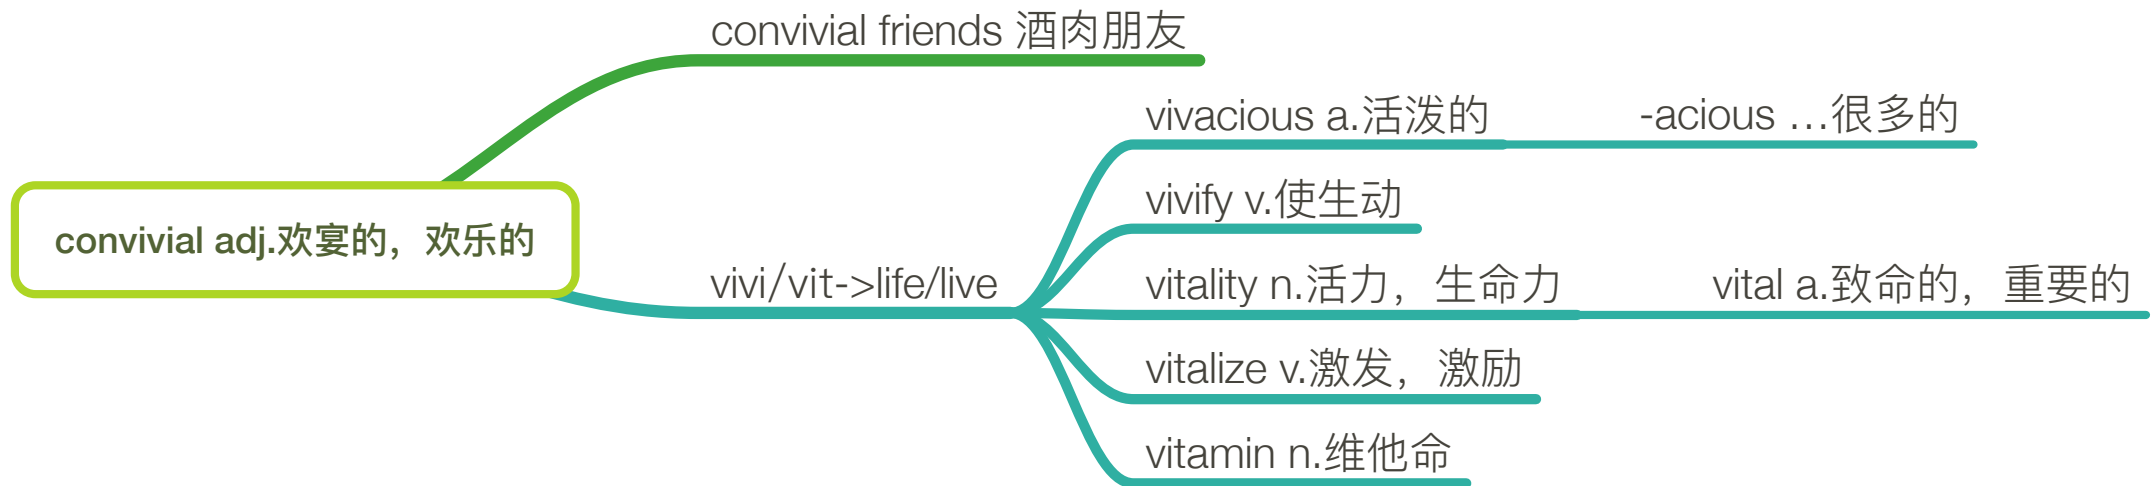 convivial friends 酒肉朋友
convivial adj.欢宴的，欢乐的
vivi/vit->life/live
vivacious a.活泼的
-acious …很多的
vivify v.使生动
vitality n.活力，生命力
vital a.致命的，重要的
vitalize v.激发，激励
vitamin n.维他命